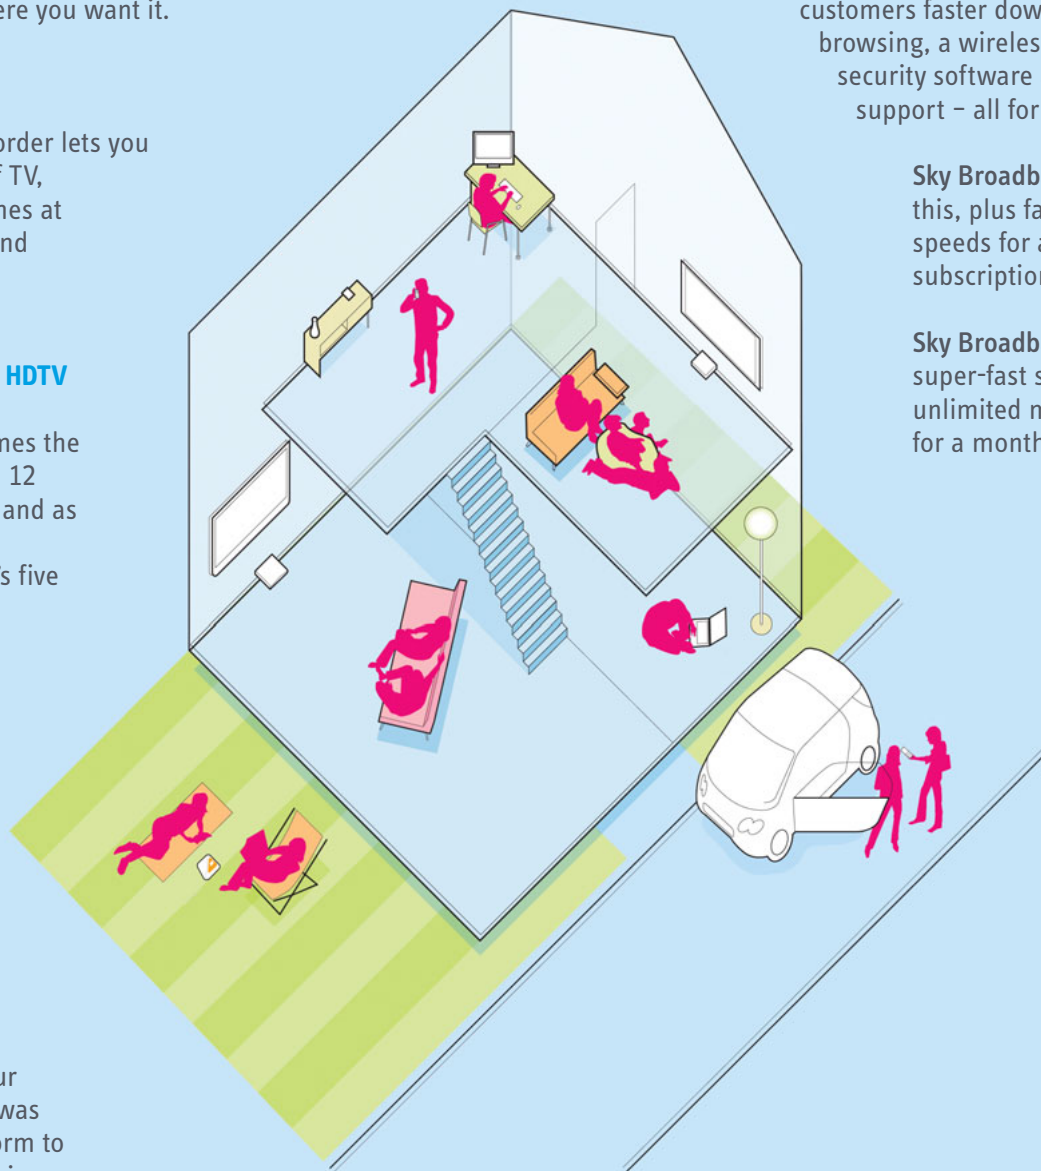 ere you want it.
order lets you
f TV,
mes at
nd
HDTV
mes the
12
and as
's five
ur
was
orm to
customers faster dow
browsing, a wireles
security software
support – all for
Sky Broadb
this, plus fa
speeds for a
subscription
Sky Broadb
super-fast s
unlimited m
for a month